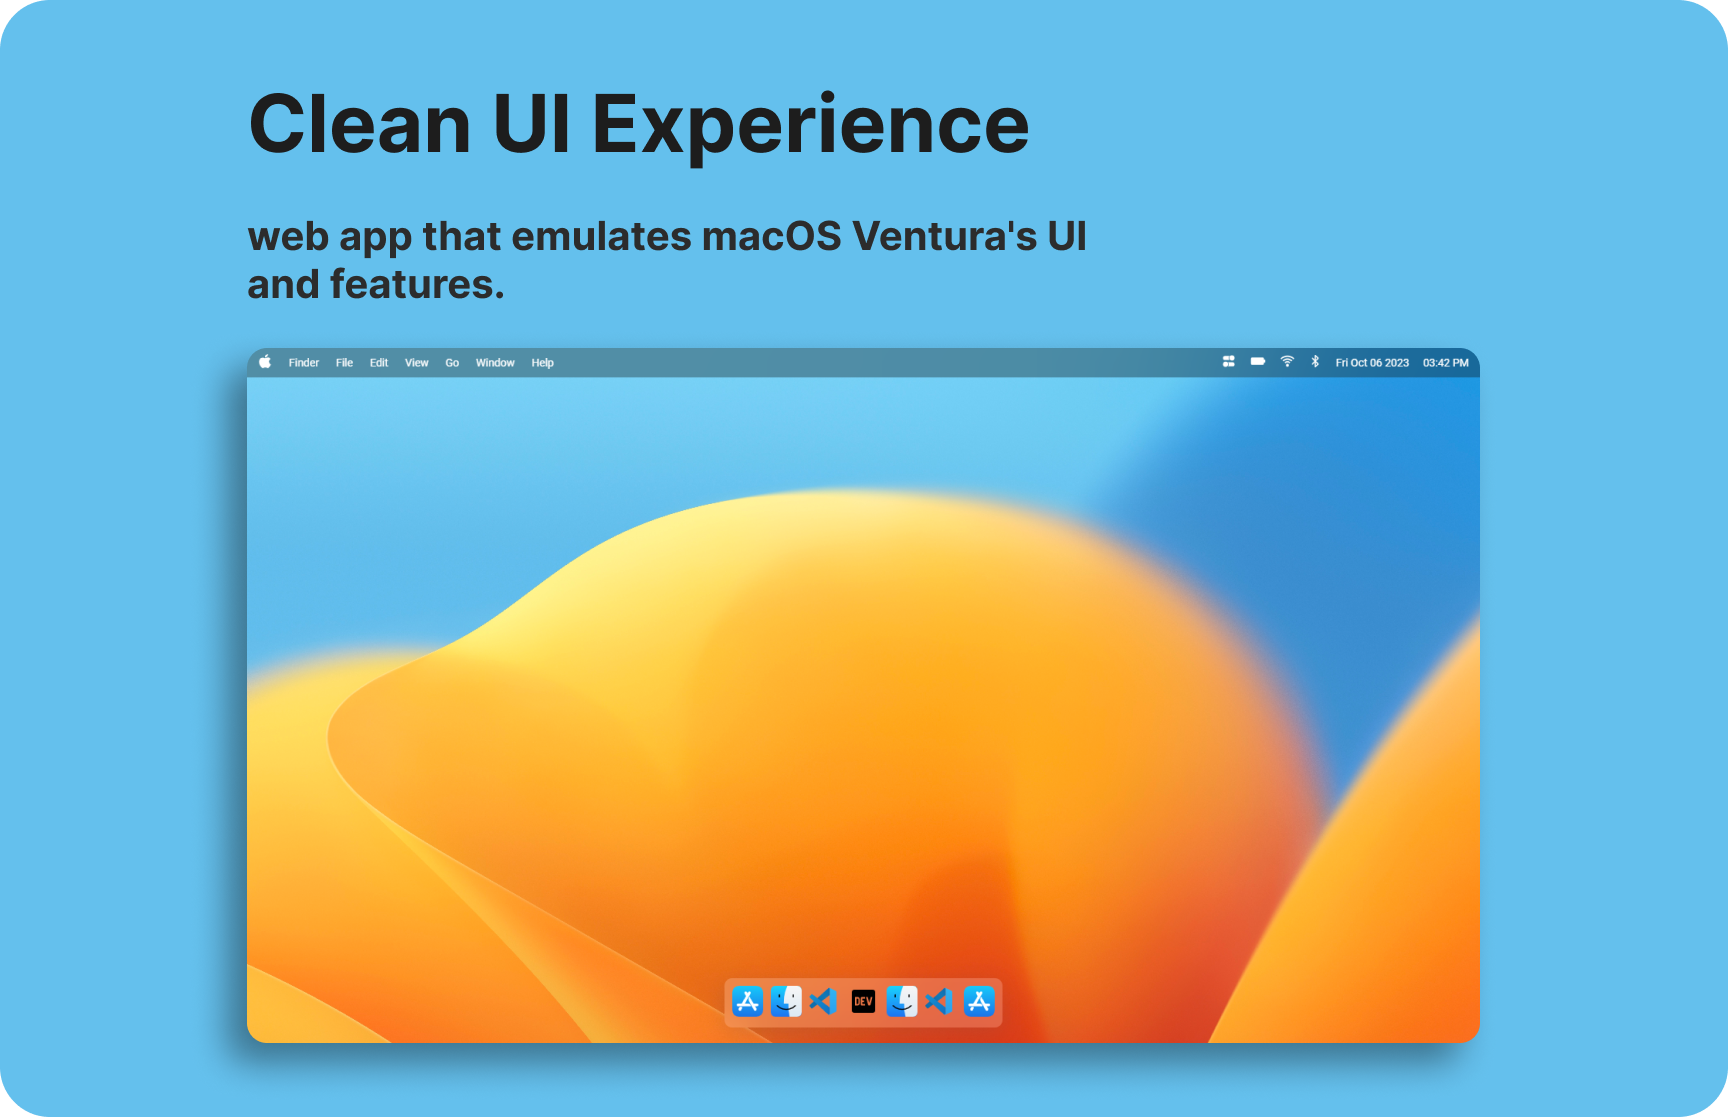 Clean UI Experience
web app that emulates macOS Ventura's UI
and features.
Finder File Edit View Go Window Help Fri Oct 06 2023 03:42 PM
DEV